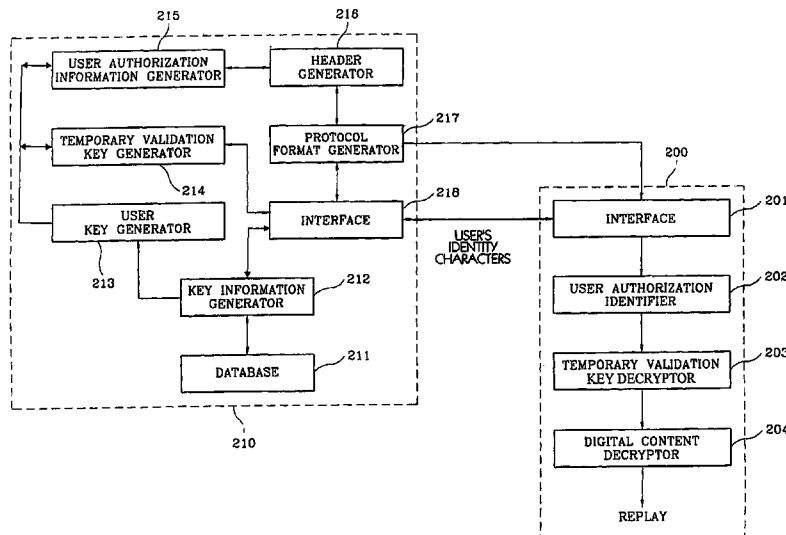 215
216
USER AUTHORIZATION
INFORMATION GENERATOR
HEADER
GENERATOR
217
TEMPORARY VALIDATION
KEY GENERATOR
PROTOCOL
FORMAT GENERATOR
200
214
218
USER
KEY GENERATOR
INTERFACE
INTERFACE
201
USER'S
IDENTITY
CHARACTERS
213
212
KEY INFORMATION
GENERATOR
202
USER AUTHORIZATION
IDENTIFIER
211
DATABASE
203
TEMPORARY VALIDATION
KEY DECRYPTOR
210
204
DIGITAL CONTENT
DECRYPTOR
REPLAY